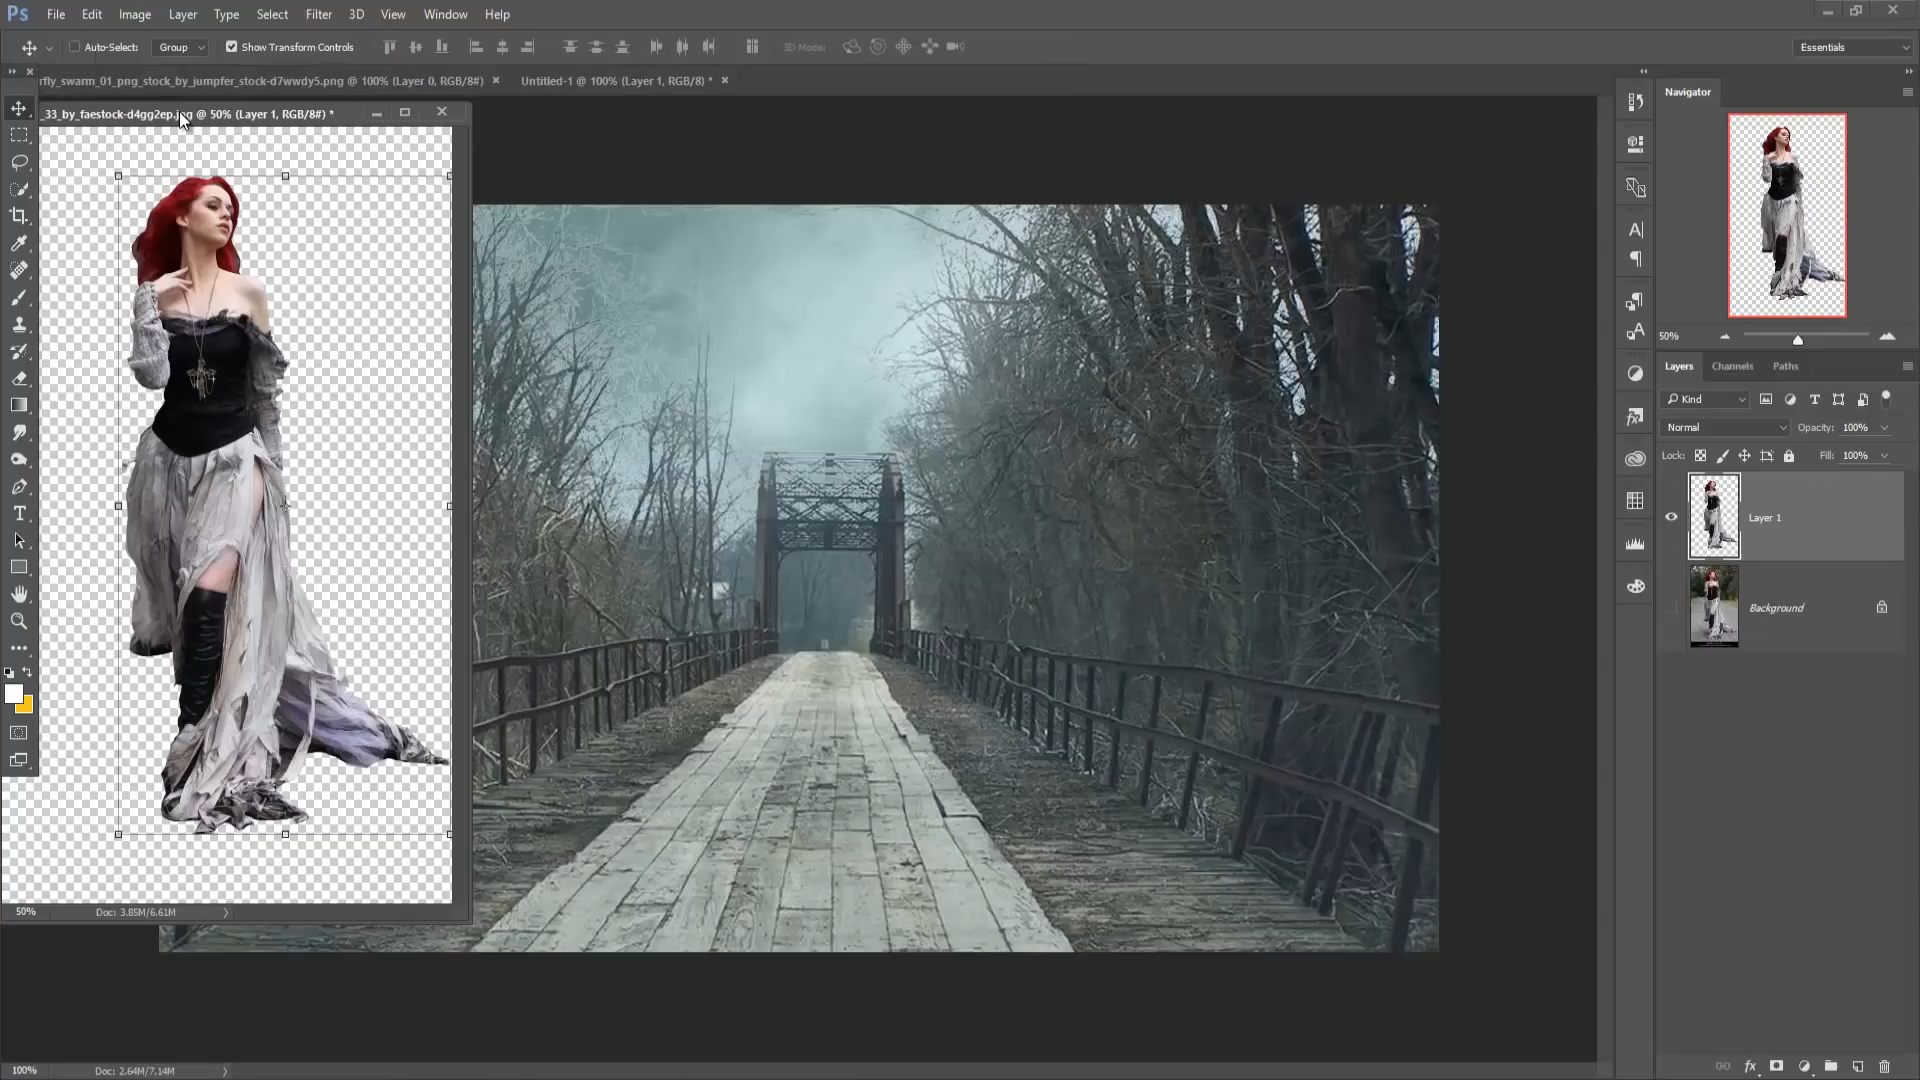 Ps File Edit Image Layer Type Select Filter 3D View Window Help
Auto-Select: Group Show Transform Controls 3D Mode: Essentials
rfly_swarm_01_png_stock_by_jumpfer_stock-d7wwdy5.png @ 100% (Layer 0, RGB/8#) × Untitled-1 @ 100% (Layer 1, RGB/8) * ×
_33_by_faestock-d4gg2ep.jpg @ 50% (Layer 1, RGB/8#) *
50% Doc: 3.85M/6.61M
100% Doc: 2.64M/7.14M
Navigator
50%
Layers Channels Paths
Kind
Normal Opacity: 100%
Lock: Fill: 100%
Layer 1
Background
fx